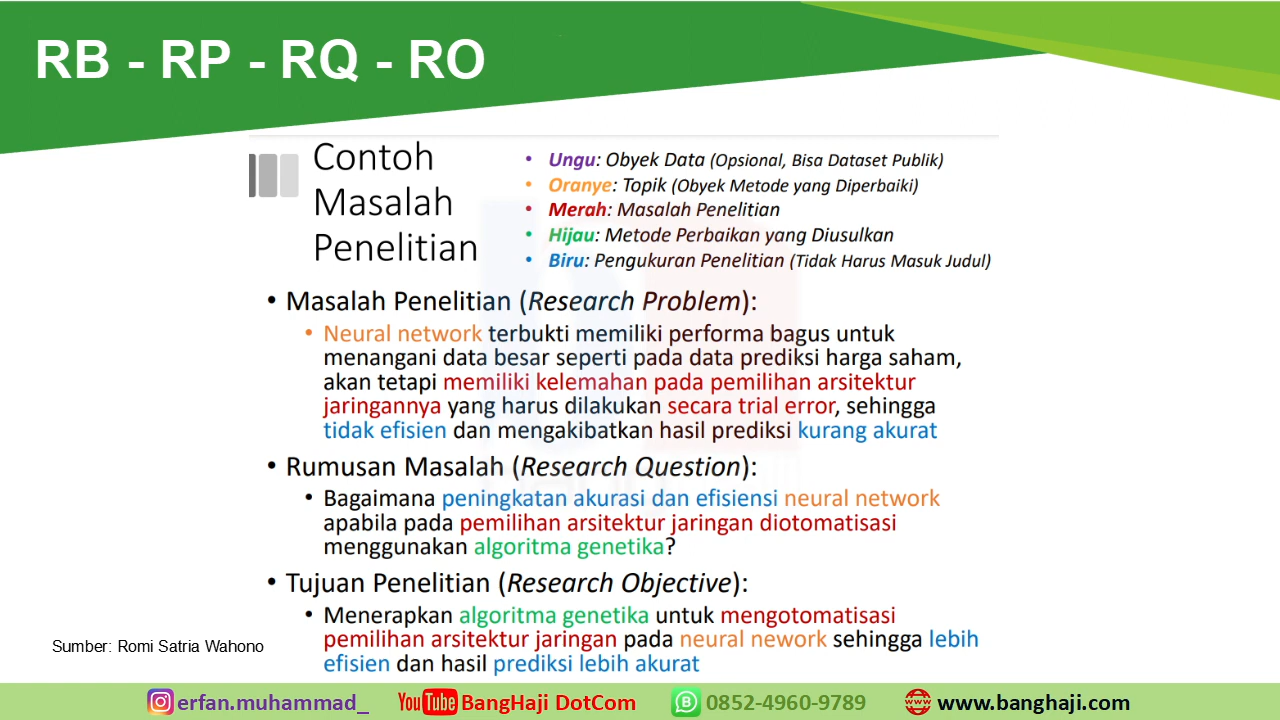 RB - RP - RQ - RO
Contoh
Masalah
Penelitian
• Ungu: Obyek Data (Opsional, Bisa Dataset Publik)
• Oranye: Topik (Obyek Metode yang Diperbaiki)
• Merah: Masalah Penelitian
• Hijau: Metode Perbaikan yang Diusulkan
• Biru: Pengukuran Penelitian (Tidak Harus Masuk Judul)
• Masalah Penelitian (Research Problem):
• Neural network terbukti memiliki performa bagus untuk
menangani data besar seperti pada data prediksi harga saham,
akan tetapi memiliki kelemahan pada pemilihan arsitektur
jaringannya yang harus dilakukan secara trial error, sehingga
tidak efisien dan mengakibatkan hasil prediksi kurang akurat
• Rumusan Masalah (Research Question):
• Bagaimana peningkatan akurasi dan efisiensi neural network
apabila pada pemilihan arsitektur jaringan diotomatisasi
menggunakan algoritma genetika?
• Tujuan Penelitian (Research Objective):
• Menerapkan algoritma genetika untuk mengotomatisasi
pemilihan arsitektur jaringan pada neural nework sehingga lebih
efisien dan hasil prediksi lebih akurat
Sumber: Romi Satria Wahono
erfan.muhammad_ YouTube BangHaji DotCom B 0852-4960-9789 www www.banghaji.com